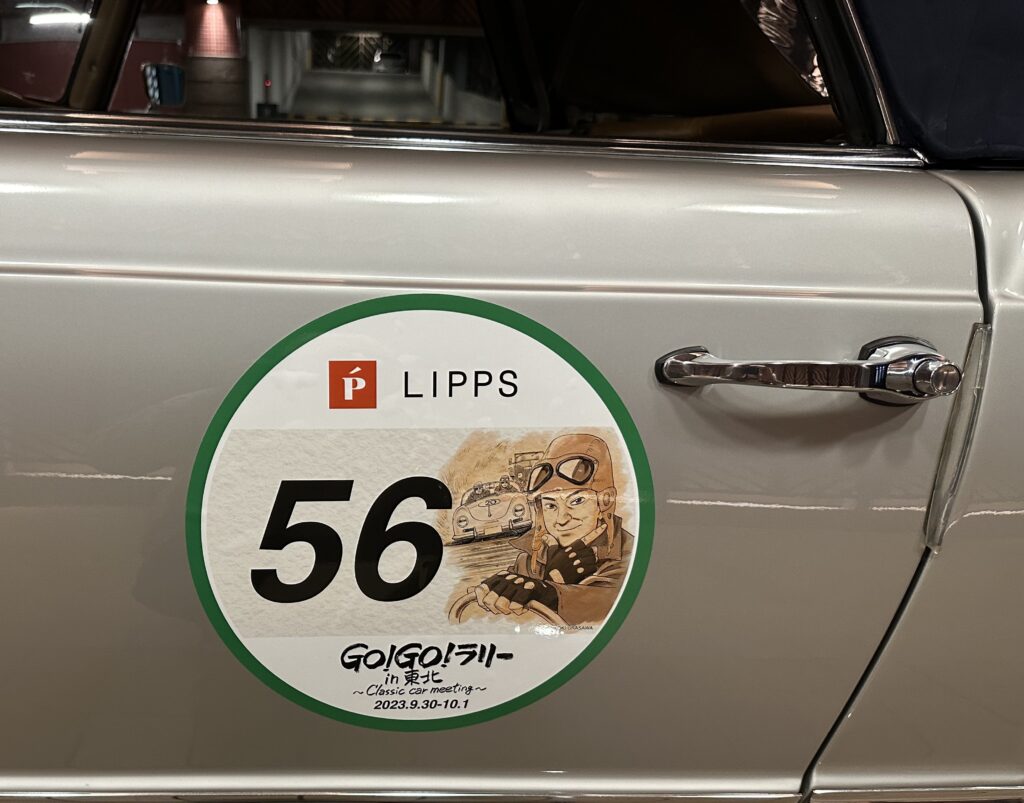 P LIPPS
56
GO!GO!ラリー
in 東北
~Classic car meeting~
2023.9.30-10.1